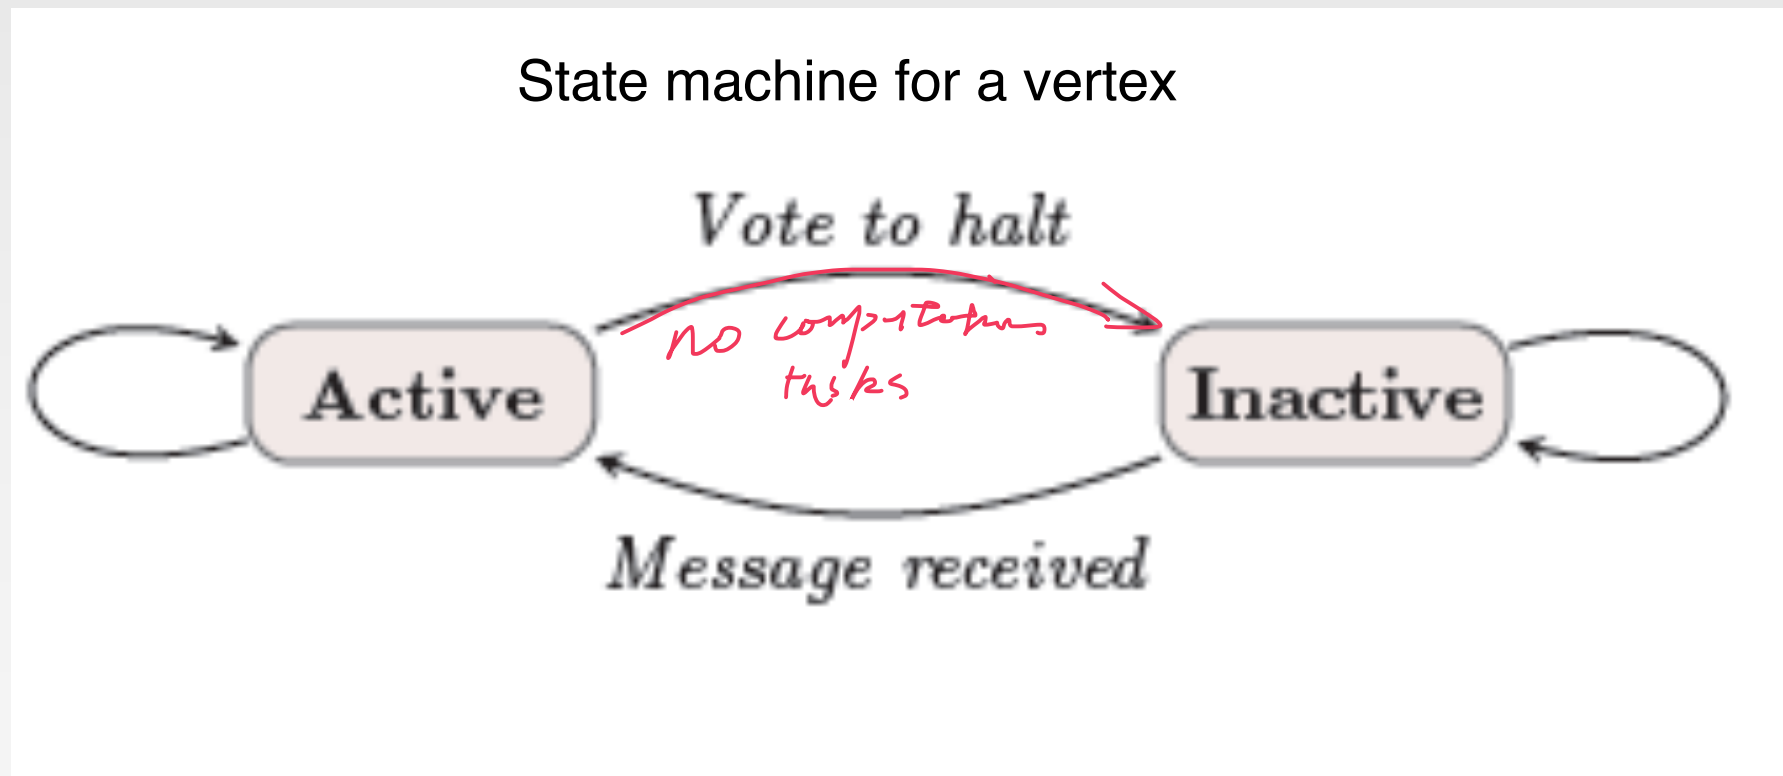 State machine for a vertex
Vote to halt
no computations
tasks
Active
Inactive
Message received